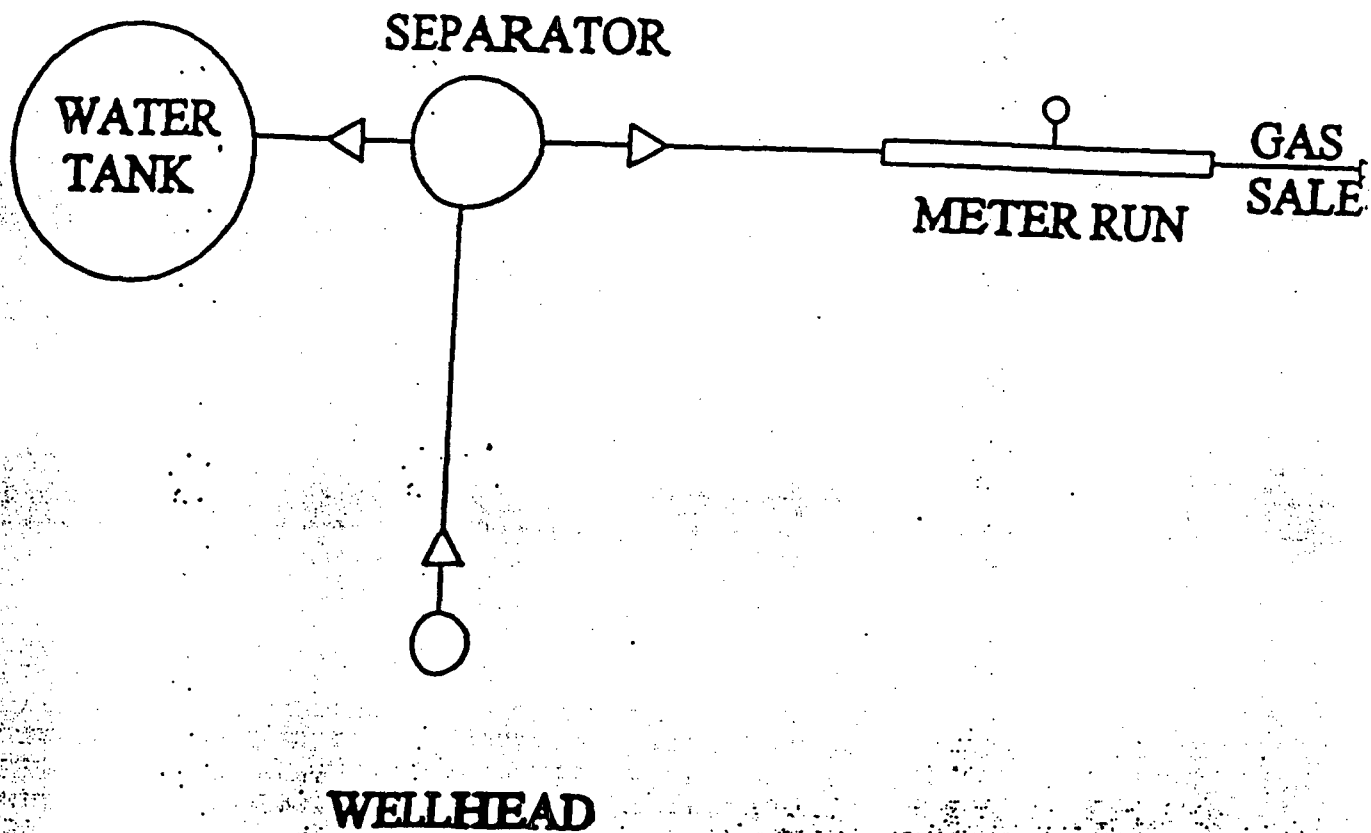 SEPARATOR
WATER
TANK
GAS
SALE
METER RUN
WELLHEAD